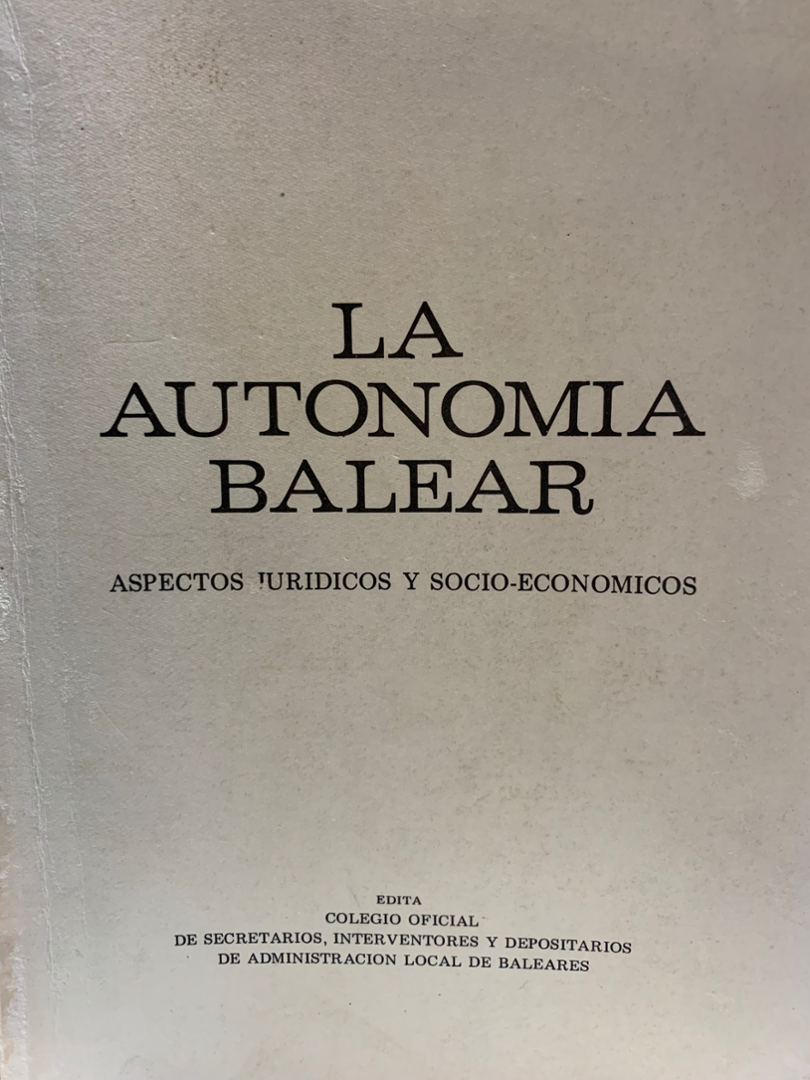 LA
AUTONOMIA
BALEAR
ASPECTOS JURIDICOS Y SOCIO-ECONOMICOS
EDITA
COLEGIO OFICIAL
DE SECRETARIOS, INTERVENTORES Y DEPOSITARIOS
DE ADMINISTRACION LOCAL DE BALEARES